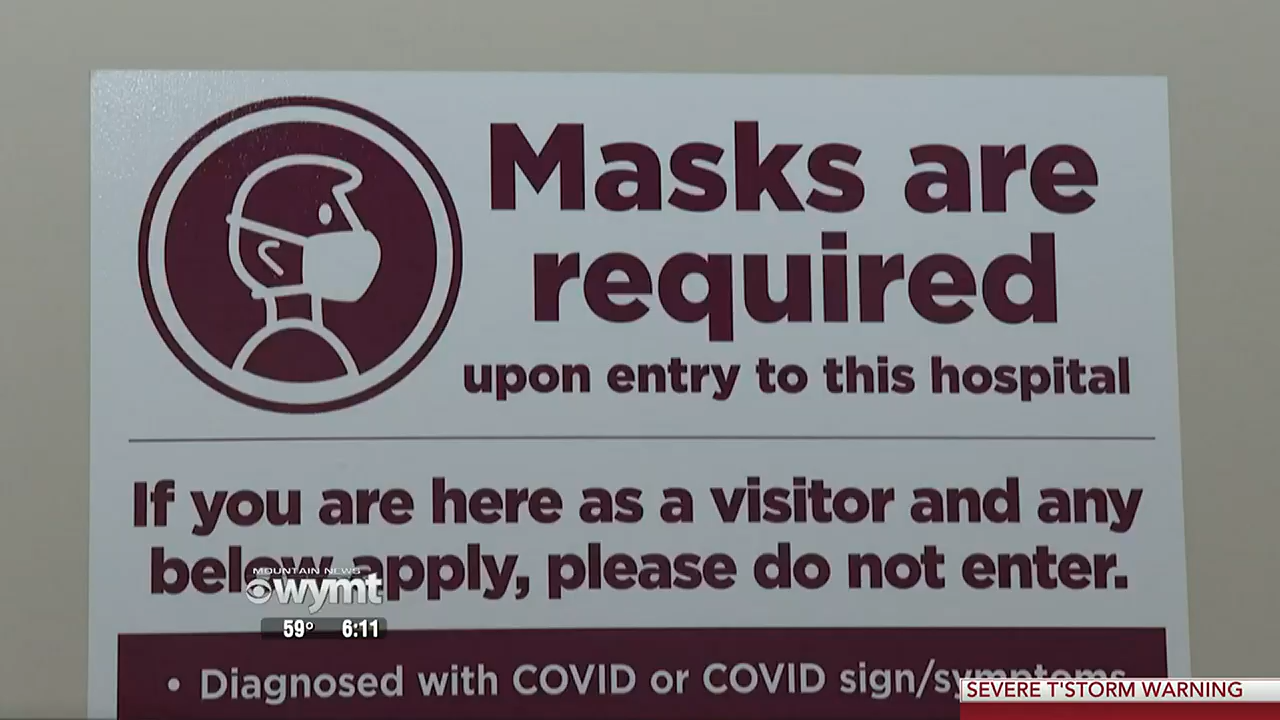 Masks are
required
upon entry to this hospital
If you are here as a visitor and any
below apply, please do not enter.
MOUNTAIN NEWS
wymt
59° 6:11
• Diagnosed with COVID or COVID sign/symptoms
SEVERE T'STORM WARNING